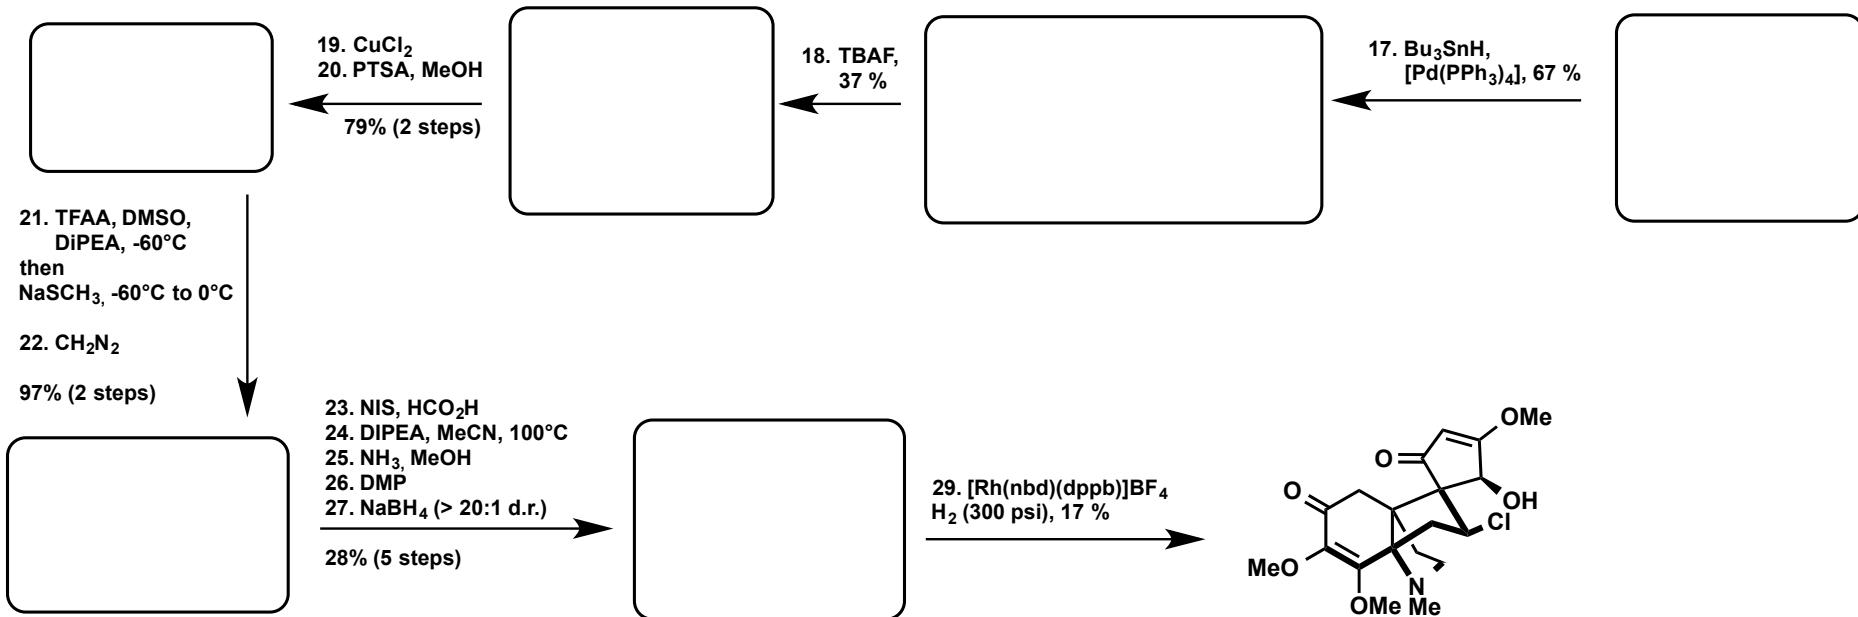 17. Bu3SnH,
[Pd(PPh3)4], 67 %
18. TBAF,
37 %
19. CuCl2
20. PTSA, MeOH
79% (2 steps)
21. TFAA, DMSO,
DiPEA, -60°C
then
NaSCH3, -60°C to 0°C
22. CH2N2
97% (2 steps)
23. NIS, HCO2H
24. DIPEA, MeCN, 100°C
25. NH3, MeOH
26. DMP
27. NaBH4 (> 20:1 d.r.)
28% (5 steps)
29. [Rh(nbd)(dppb)]BF4
H2 (300 psi), 17 %
OMe
O
O
OH
Cl
MeO
N
OMe
Me